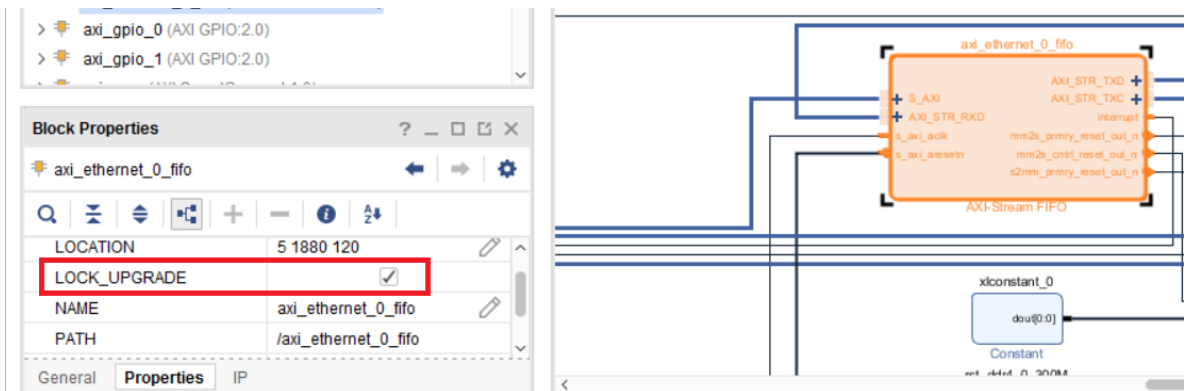 axi_gpio_0 (AXI GPIO:2.0)
axi_gpio_1 (AXI GPIO:2.0)
Block Properties
axi_ethernet_0_fifo
LOCATION 5 1880 120
LOCK_UPGRADE
NAME axi_ethernet_0_fifo
PATH /axi_ethernet_0_fifo
General Properties IP
axi_ethernet_0_fifo
S_AXI
AXI_STR_RXD
s_axi_aclk
s_axi_aresetn
AXI_STR_TXD
AXI_STR_TXC
interrupt
mm2s_prmry_reset_out_n
mm2s_cntrl_reset_out_n
s2mm_prmry_reset_out_n
AXI-Stream FIFO
xlconstant_0
dout[0:0]
Constant
rst_ddr4_0_300M